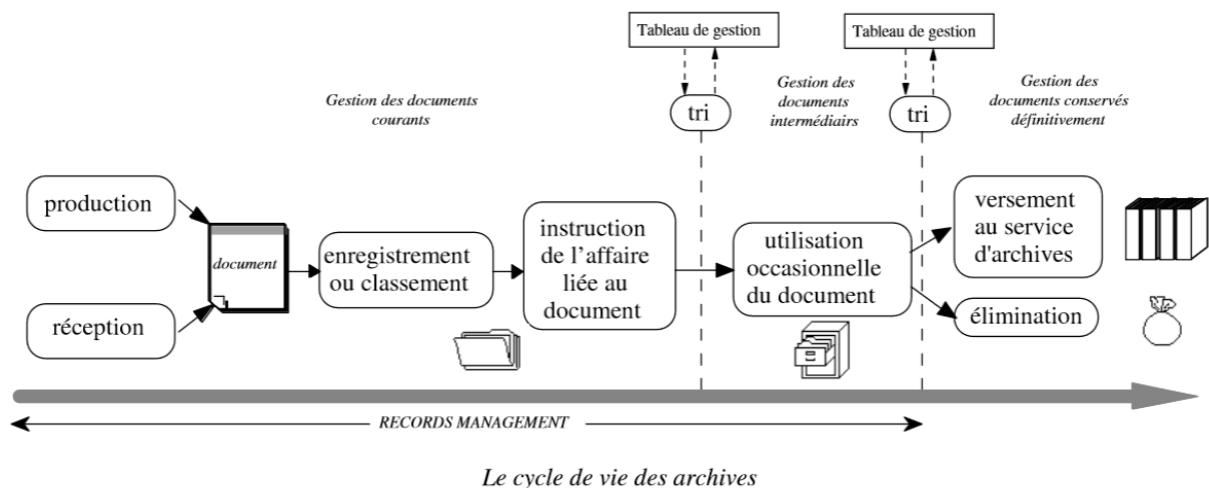 Tableau de gestion
Tableau de gestion
Gestion des documents
courants
tri
Gestion des
documents
intermédiairs
tri
Gestion des
documents conservés
définitivement
production
réception
document
enregistrement
ou classement
instruction
de l’affaire
liée au
document
utilisation
occasionnelle
du document
versement
au service
d'archives
élimination
RECORDS MANAGEMENT
Le cycle de vie des archives